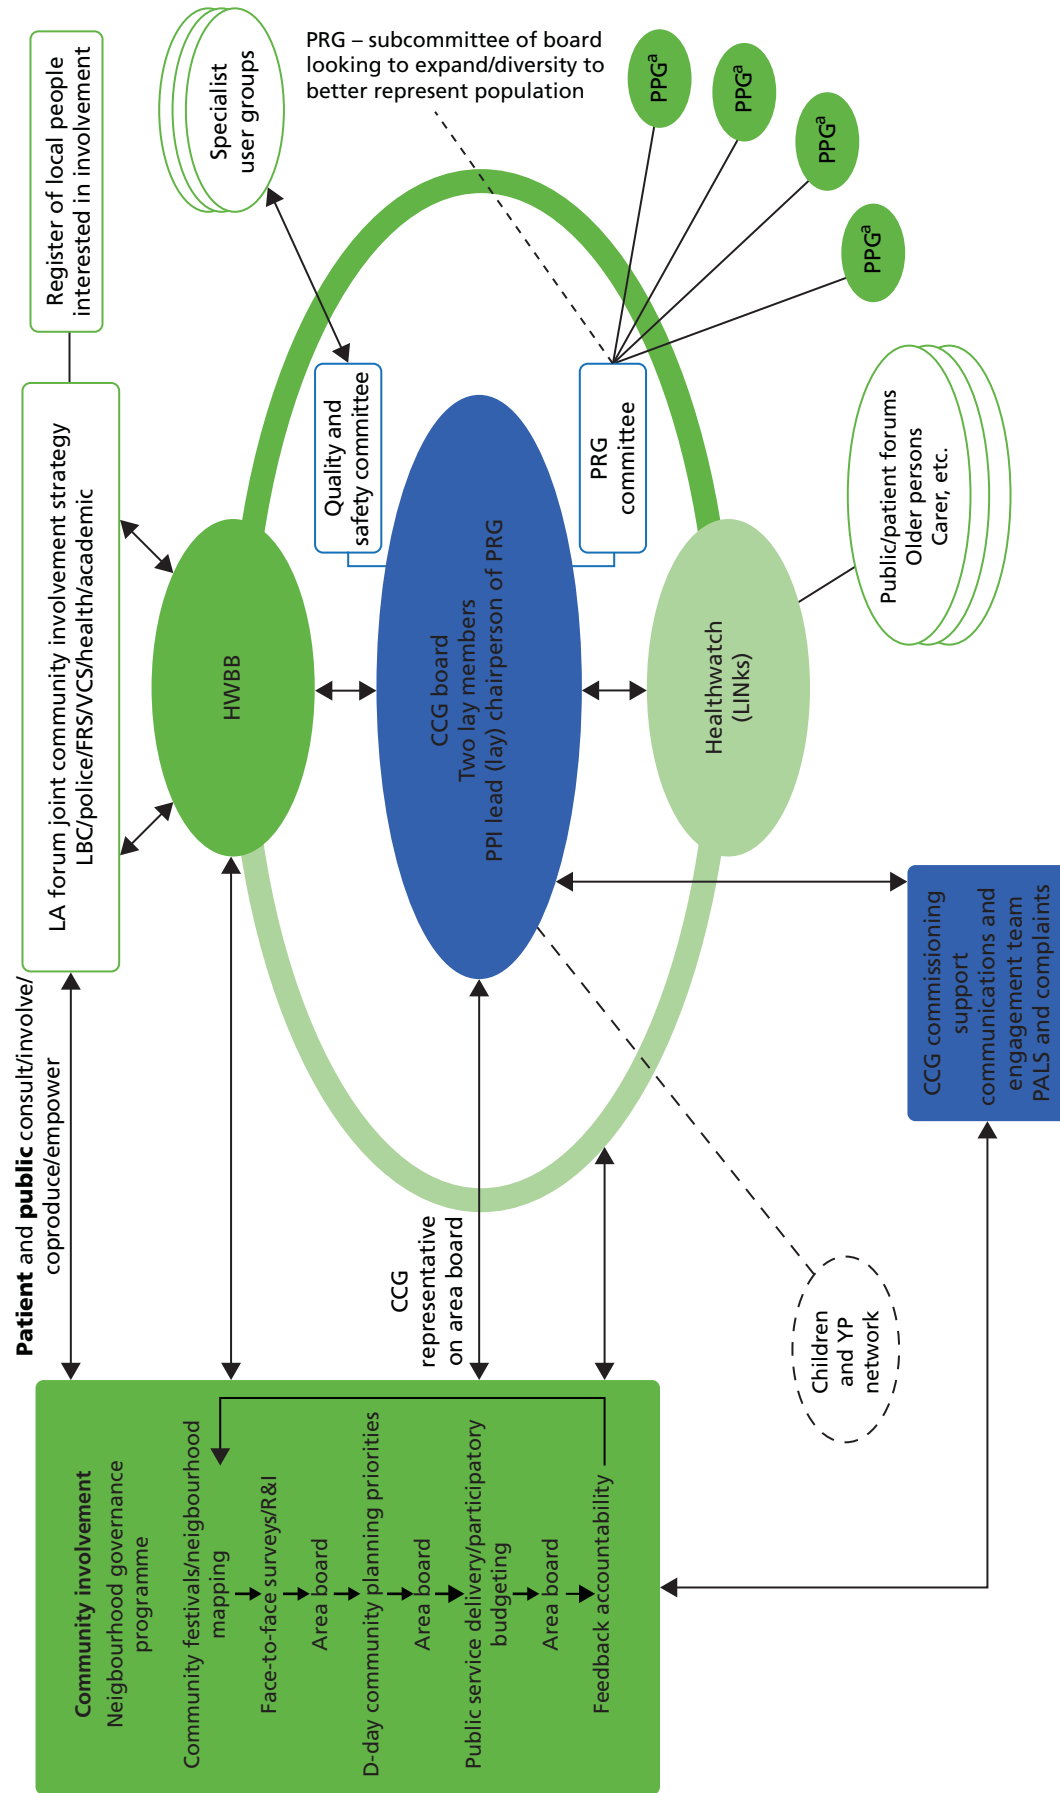 PRG – subcommittee of board
looking to expand/diversity to
better represent population
Community involvement
Neigbourhood governance
programme
Community festivals/neighbourhood
mapping
Face-to-face surveys/R&I
Area board
D-day community planning priorities
Area board
Public service delivery/participatory
budgeting
Area board
Feedback accountability
Patient and public consult/involve/
coproduce/empower
CCG
representative
on area board
Children
and YP
network
LA forum joint community involvement strategy
LBC/police/FRS/VCS/health/academic
Register of local people
interested in involvement
HWBB
CCG board
Two lay members
PPI lead (lay) chairperson of PRG
Healthwatch
(LINks)
CCG commissioning
support
communications and
engagement team
PALS and complaints
Quality and
safety committee
PRG
committee
Specialist
user groups
Public/patient forums
Older persons
Carer, etc.
PPGa
PPGa
PPGa
PPGa